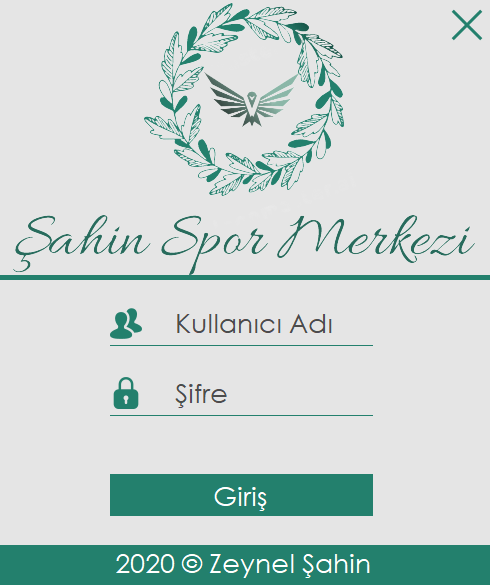 Şahin Spor Merkezi
Kullanıcı Adı
Şifre
Giriş
2020 © Zeynel Şahin